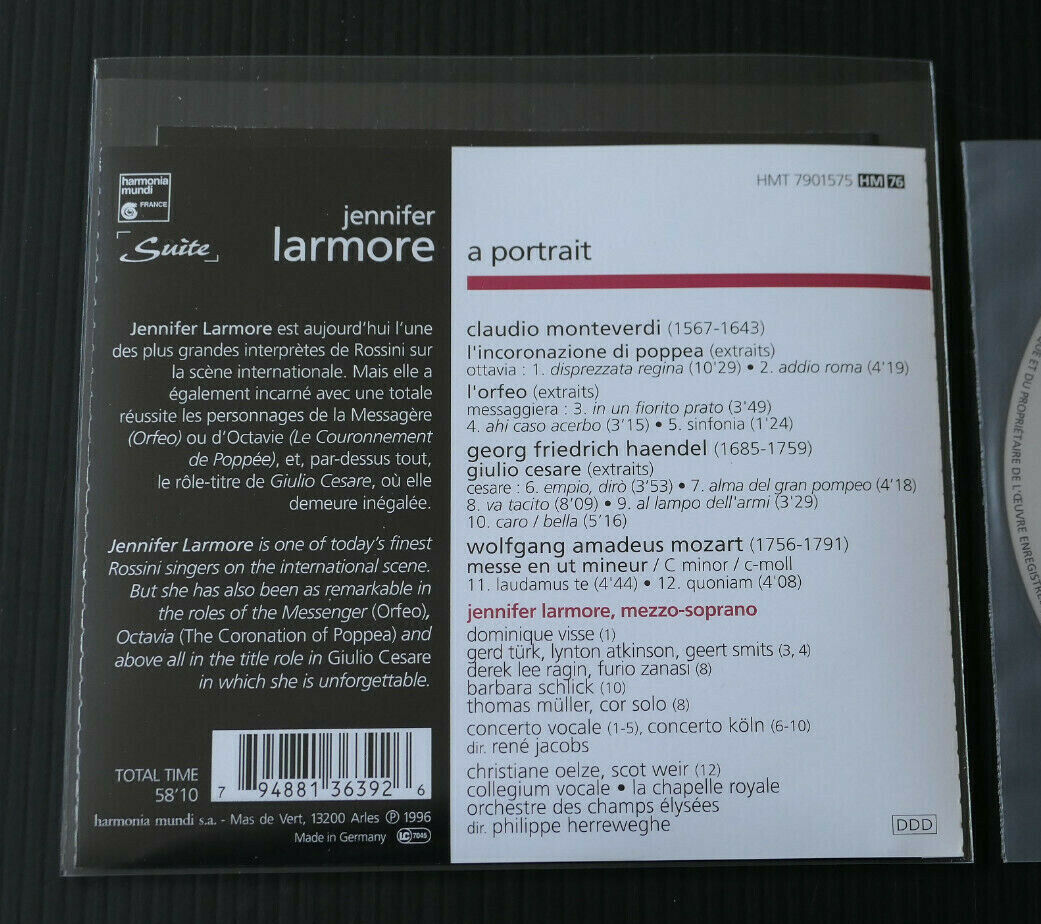 harmonia
mundi
FRANCE
Suite
jennifer
larmore
Jennifer Larmore est aujourd'hui l'une
des plus grandes interprètes de Rossini sur
la scène internationale. Mais elle a
également incarné avec une totale
réussite les personnages de la Messagère
(Orfeo) ou d'Octavie (Le Couronnement
de Poppée), et, par-dessus tout,
le rôle-titre de Giulio Cesare, où elle
demeure inégalée.
Jennifer Larmore is one of today's finest
Rossini singers on the international scene.
But she has also been as remarkable in
the roles of the Messenger (Orfeo),
Octavia (The Coronation of Poppea) and
above all in the title role in Giulio Cesare
in which she is unforgettable.
TOTAL TIME
58'10
7 94881 36392 6
harmonia mundi s.a. - Mas de Vert, 13200 Arles ℗ 1996
Made in Germany LC 7045
HMT 7901575 HM 76
a portrait
claudio monteverdi (1567-1643)
l'incoronazione di poppea (extraits)
ottavia : 1. disprezzata regina (10'29) • 2. addio roma (4'19)
l'orfeo (extraits)
messaggiera : 3. in un fiorito prato (3'49)
4. ahi caso acerbo (3'15) • 5. sinfonia (1'24)
georg friedrich haendel (1685-1759)
giulio cesare (extraits)
cesare : 6. empio, dirò (3'53) • 7. alma del gran pompeo (4'18)
8. va tacito (8'09) • 9. al lampo dell'armi (3'29)
10. caro / bella (5'16)
wolfgang amadeus mozart (1756-1791)
messe en ut mineur / C minor / c-moll
11. laudamus te (4'44) • 12. quoniam (4'08)
jennifer larmore, mezzo-soprano
dominique visse (1)
gerd türk, lynton atkinson, geert smits (3, 4)
derek lee ragin, furio zanasi (8)
barbara schlick (10)
thomas müller, cor solo (8)
concerto vocale (1-5), concerto köln (6-10)
dir. rené jacobs
christiane oelze, scot weir (12)
collegium vocale • la chapelle royale
orchestre des champs élysées
dir. philippe herreweghe
DDD
ET DU PROPRIÉTAIRE DE L'ŒUVRE